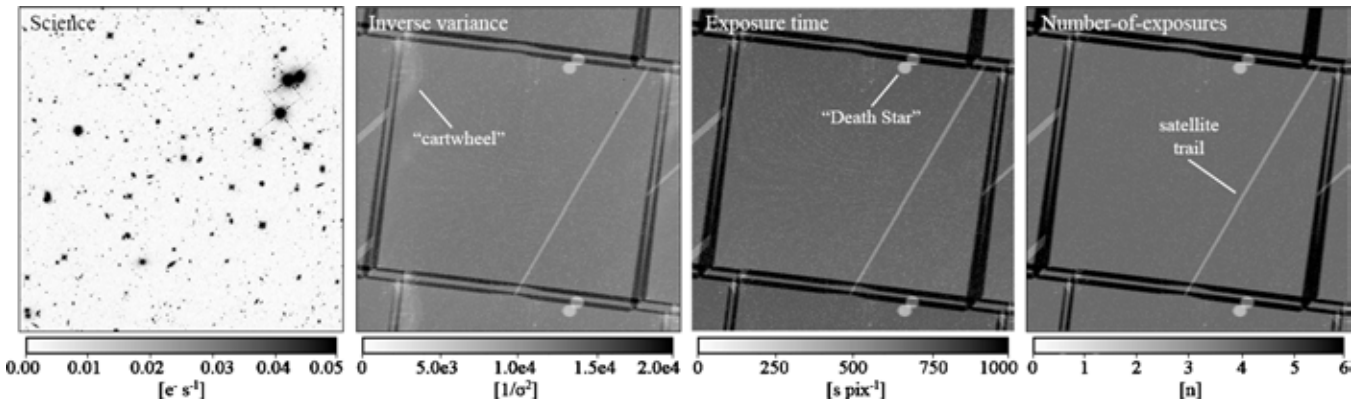 Science
Inverse variance
Exposure time
Number-of-exposures
"cartwheel"
"Death Star"
satellite
trail
0.00 0.01 0.02 0.03 0.04 0.05
[e⁻ s⁻¹]
5.0e3 1.0e4 1.5e4 2.0e4
[1/σ²]
0 250 500 750 1000
[s pix⁻¹]
0 1 2 3 4 5 6
[n]